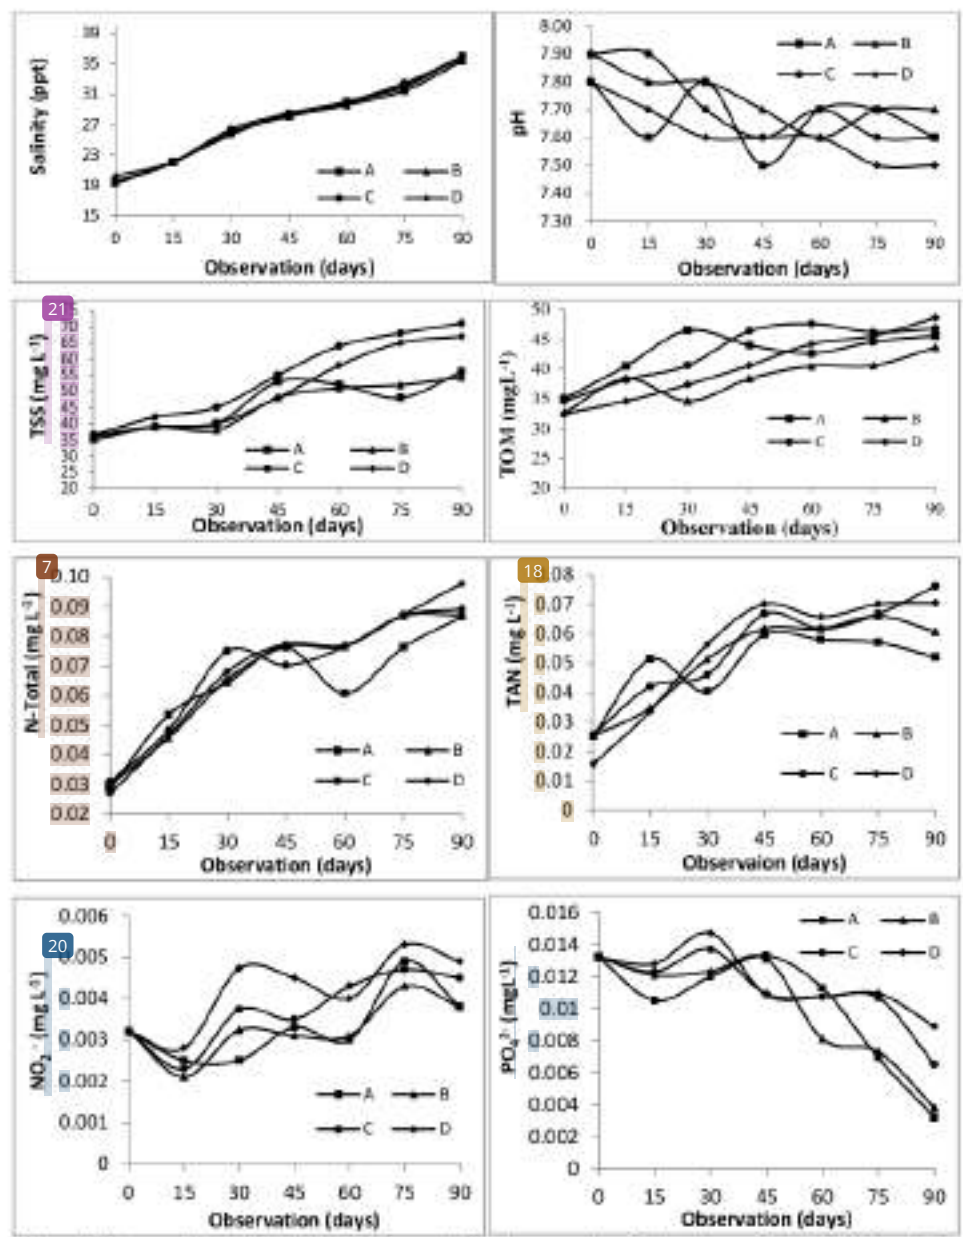 39
35
31
27
23
19
15
Salinity (ppt)
A B
C D
0 15 30 45 60 75 90
Observation (days)
8.00
7.90
7.80
7.70
7.60
7.50
7.40
7.30
pH
A B
C D
0 15 30 45 60 75 90
Observation (days)
21
70
65
60
55
50
45
40
35
30
25
20
TSS (mg L⁻¹)
A B
C D
0 15 30 45 60 75 90
Observation (days)
50
45
40
35
30
25
20
TOM (mgL⁻¹)
A B
C D
0 15 30 45 60 75 90
Observation (days)
7
0.10
0.09
0.08
0.07
0.06
0.05
0.04
0.03
0.02
N-Total (mg L⁻¹)
A B
C D
0 15 30 45 60 75 90
Observation (days)
18
0.08
0.07
0.06
0.05
0.04
0.03
0.02
0.01
0
TAN (mg L⁻¹)
A B
C D
0 15 30 45 60 75 90
Observaion (days)
20
0.006
0.005
0.004
0.003
0.002
0.001
0
NO₂⁻ (mg L⁻¹)
A B
C D
0 15 30 45 60 75 90
Observation (days)
0.016
0.014
0.012
0.01
0.008
0.006
0.004
0.002
0
(mgL⁻¹)
A B
C D
0 15 30 45 60 75 90
Observation (days)